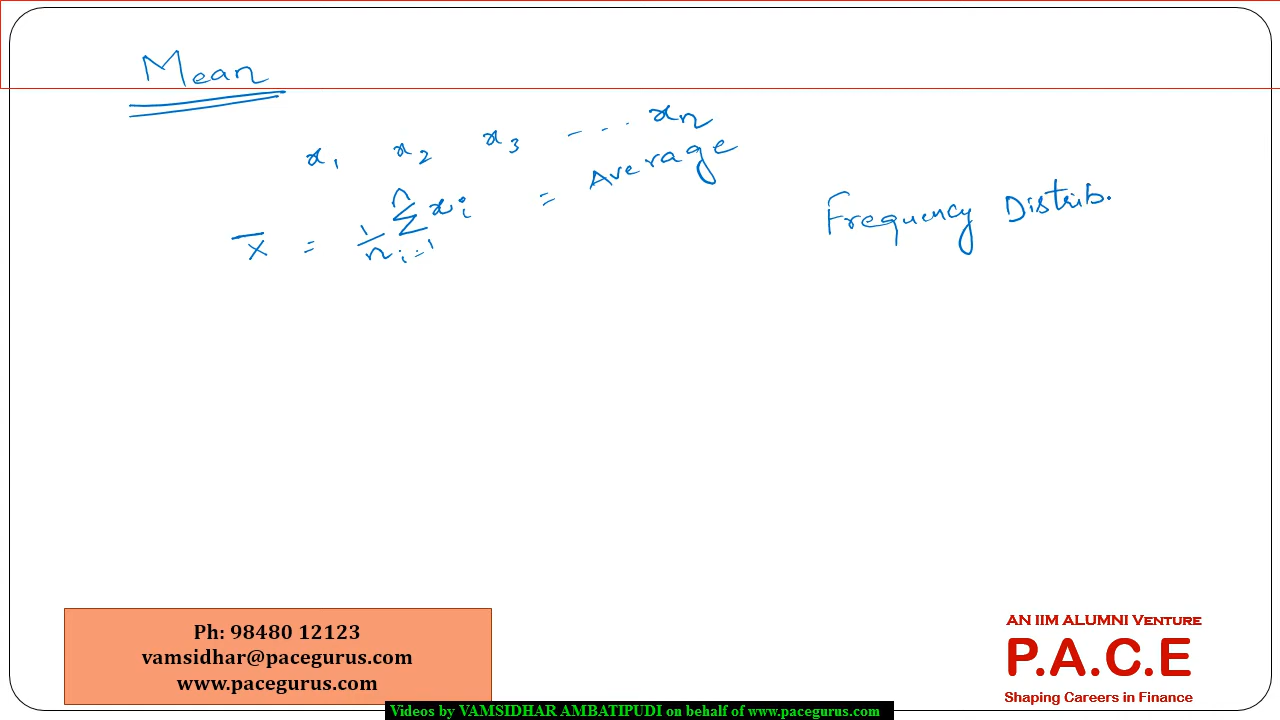 Mean
x₁ x₂ x₃ - . . . xₙ
X̄ = 1/n ∑ⁿᵢ₌₁ xᵢ = Average
Frequency Distrib.
Ph: 98480 12123
vamsidhar@pacegurus.com
www.pacegurus.com
AN IIM ALUMNI VENTURE
P.A.C.E
Shaping Careers in Finance
Videos by VAMSIDHAR AMBATIPUDI on behalf of www.pacegurus.com